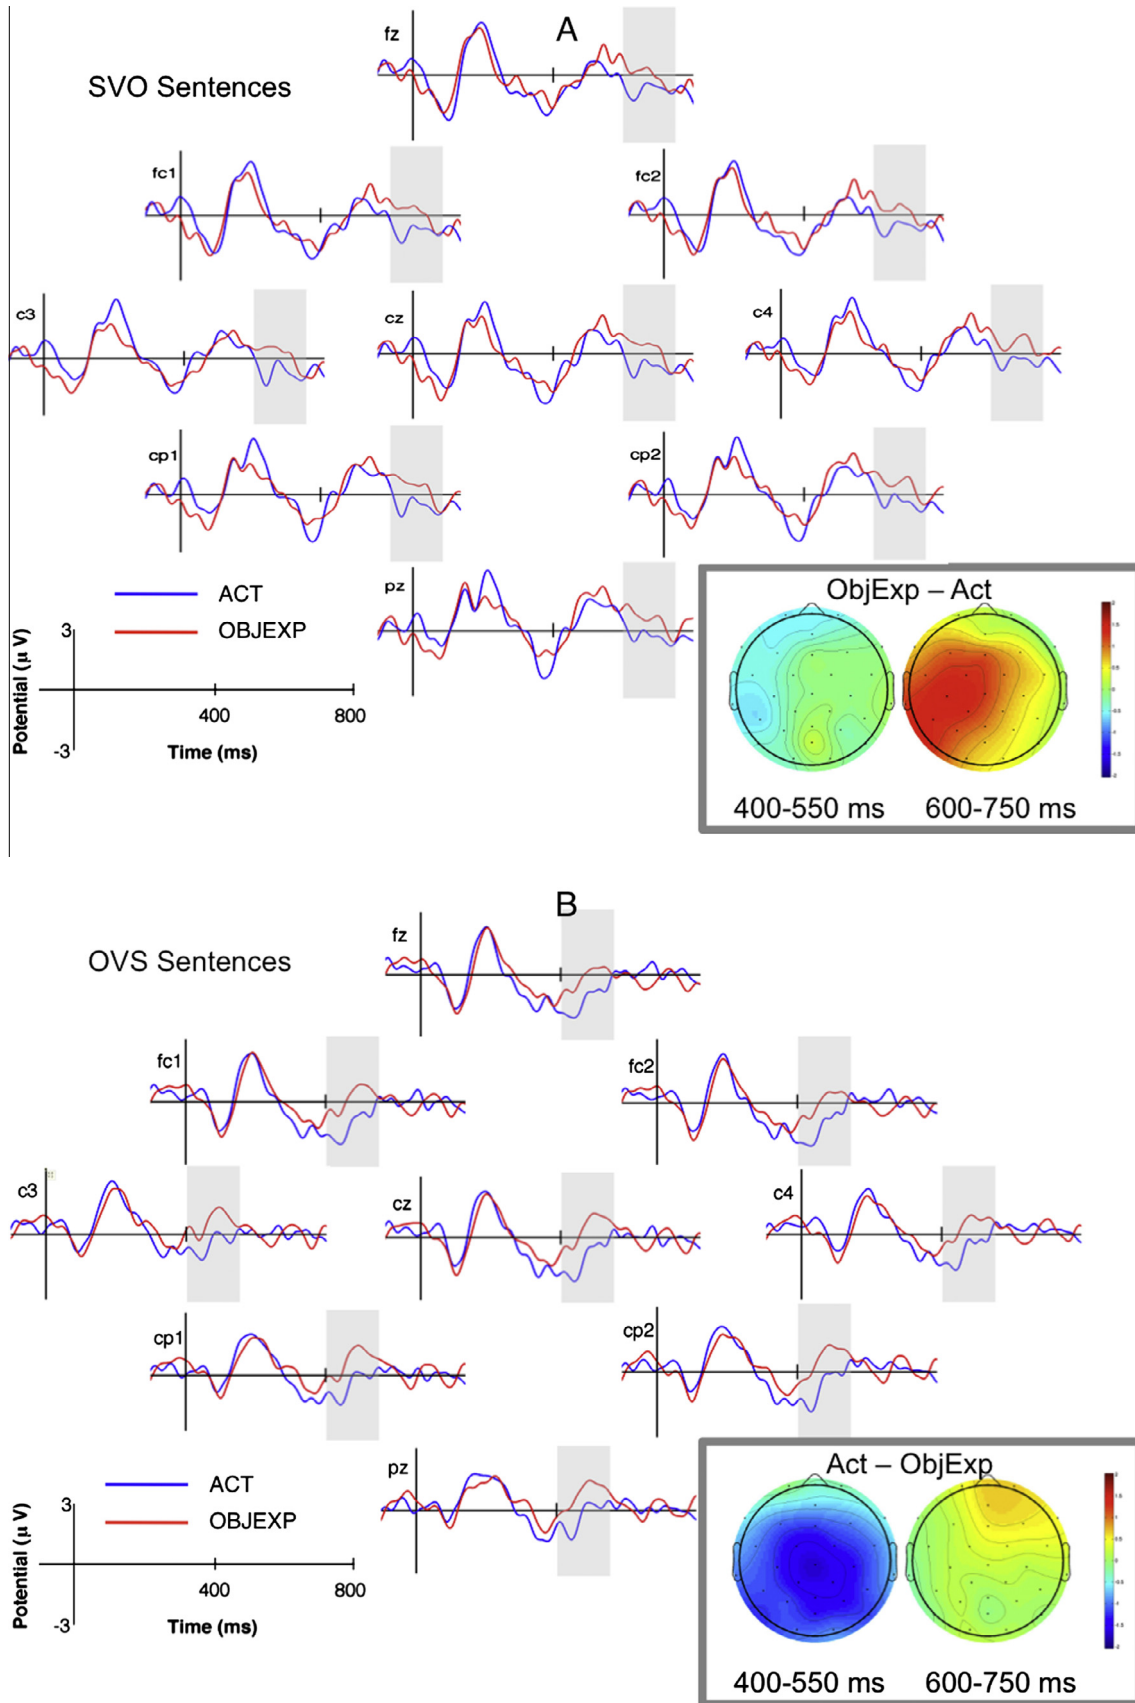 A
fz
SVO Sentences
fc1
fc2
c3
cz
c4
cp1
cp2
pz
ACT
OBJEXP
Potential (µ V)
3
-3
400
800
Time (ms)
ObjExp – Act
400-550 ms
600-750 ms
B
fz
OVS Sentences
fc1
fc2
c3
cz
c4
cp1
cp2
pz
ACT
OBJEXP
Potential (µ V)
3
-3
400
800
Time (ms)
Act – ObjExp
400-550 ms
600-750 ms